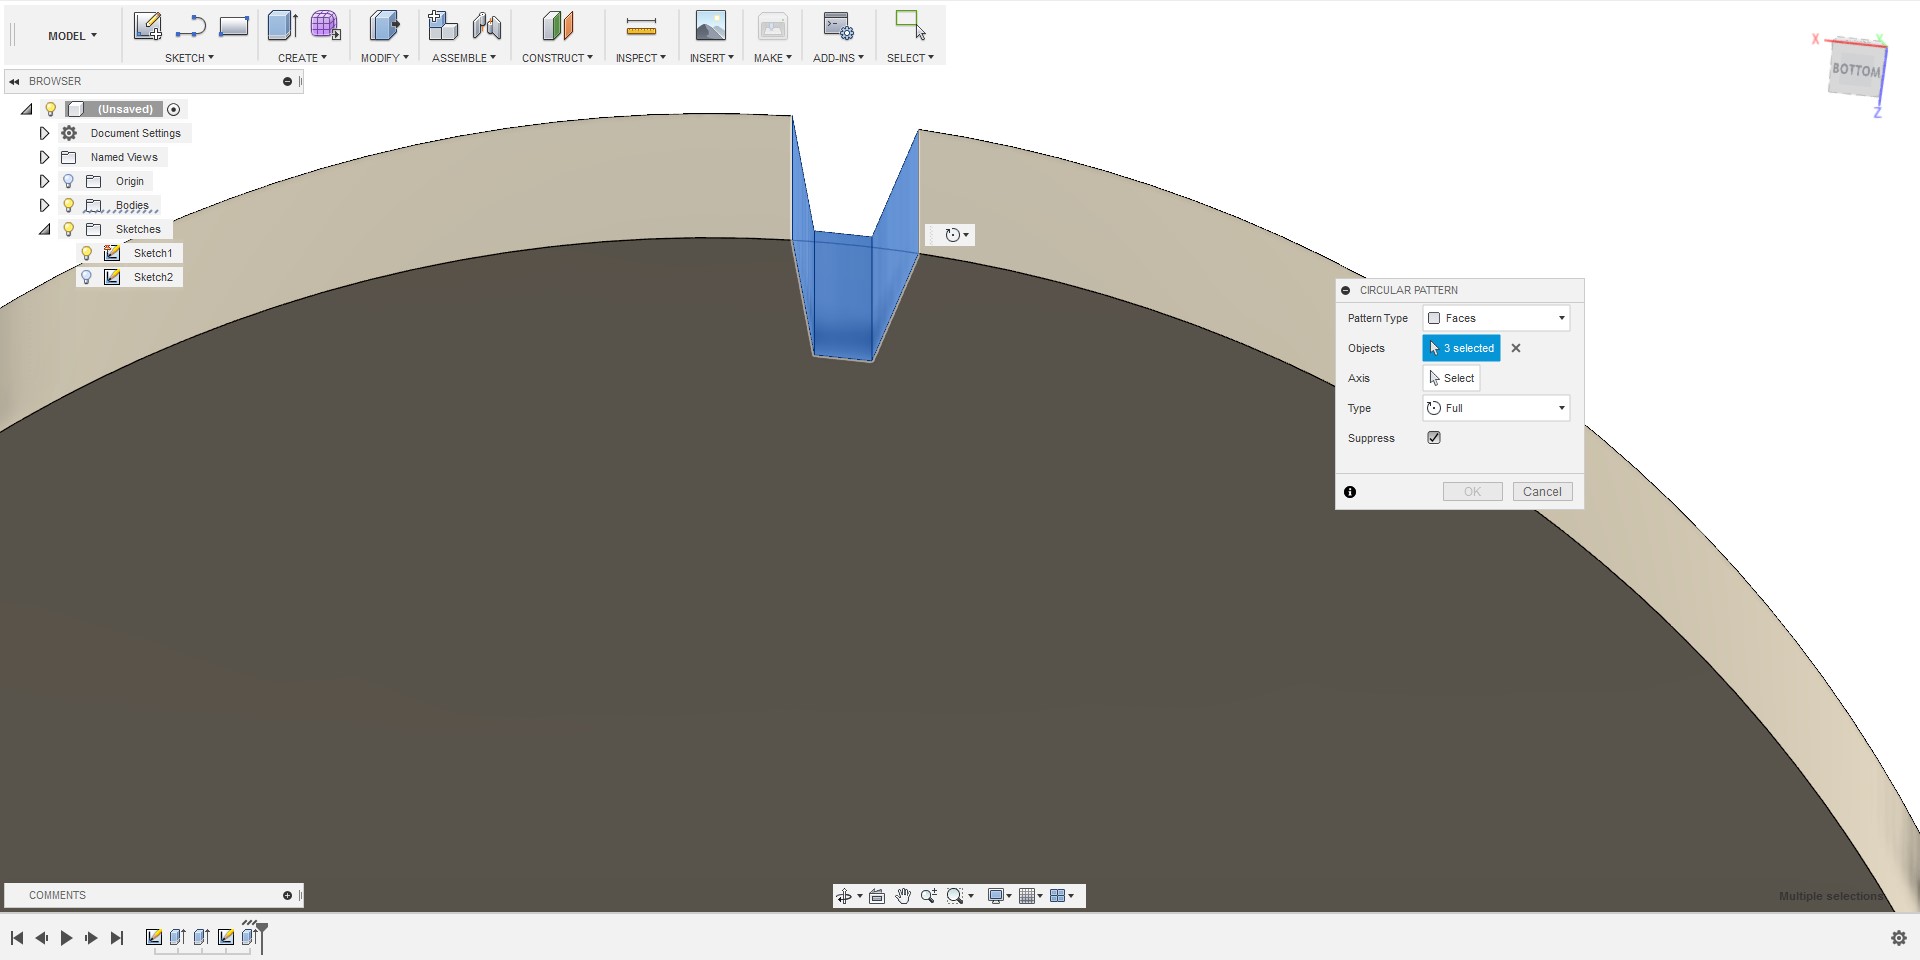 MODEL
SKETCH
CREATE
MODIFY
ASSEMBLE
CONSTRUCT
INSPECT
INSERT
MAKE
ADD-INS
SELECT
X
Y
BOTTOM
Z
BROWSER
(Unsaved)
Document Settings
Named Views
Origin
Bodies
Sketches
Sketch1
Sketch2
CIRCULAR PATTERN
Pattern Type Faces
Objects 3 selected
Axis Select
Type Full
Suppress
OK Cancel
COMMENTS
Multiple selections